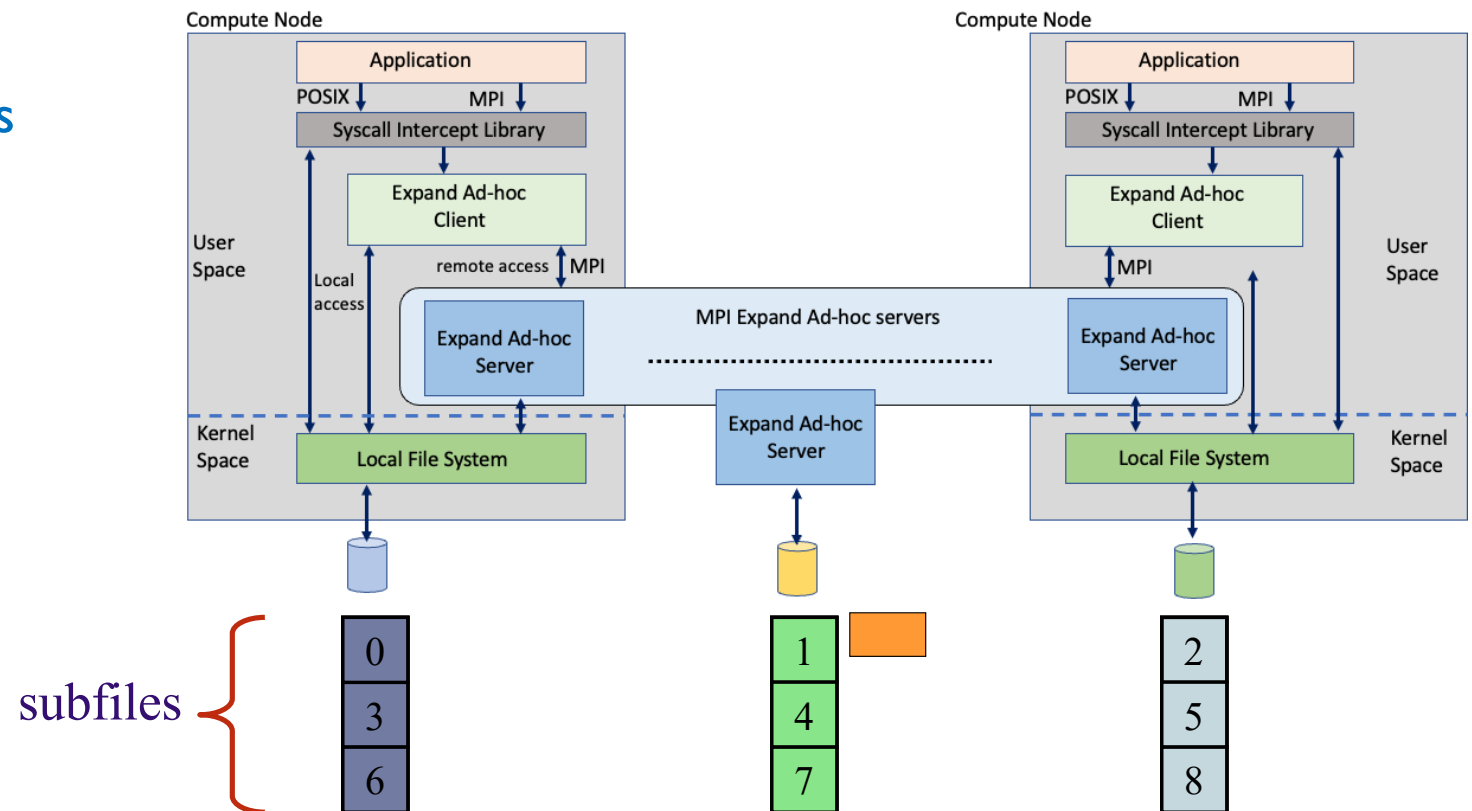 Compute Node
Compute Node
s
Application
Application
POSIX
MPI
POSIX
MPI
Syscall Intercept Library
Syscall Intercept Library
Expand Ad-hoc
Client
Expand Ad-hoc
Client
User
Space
User
Space
Local
access
remote access
MPI
MPI
MPI Expand Ad-hoc servers
Expand Ad-hoc
Server
Expand Ad-hoc
Server
Expand Ad-hoc
Server
Kernel
Space
Kernel
Space
Local File System
Local File System
subfiles
0
1
2
3
4
5
6
7
8